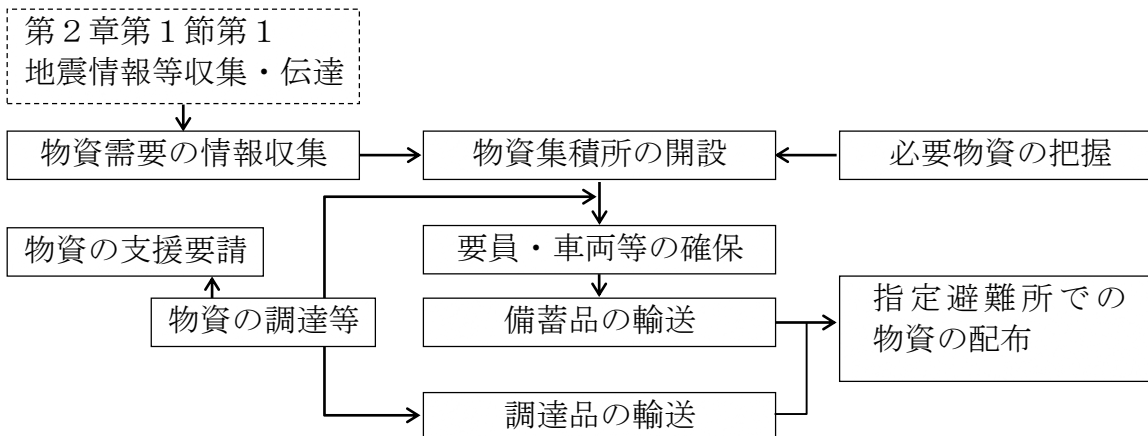 第２章第１節第１
地震情報等収集・伝達
物資需要の情報収集
物資集積所の開設
必要物資の把握
物資の支援要請
要員・車両等の確保
物資の調達等
備蓄品の輸送
指定避難所での
物資の配布
調達品の輸送